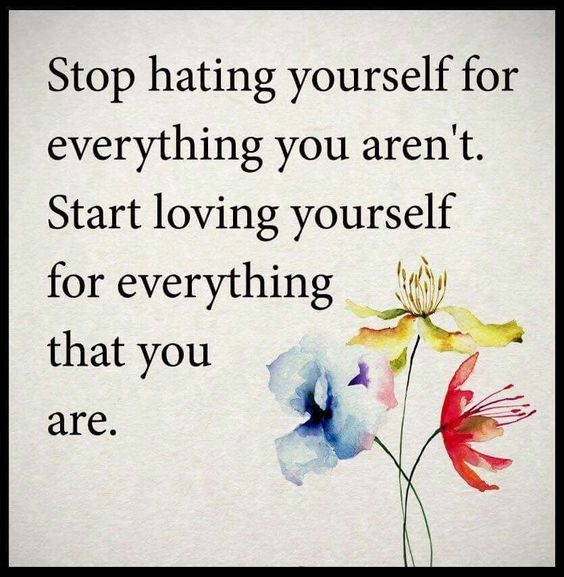 Stop hating yourself for
everything you aren't.
Start loving yourself
for everything
that you
are.